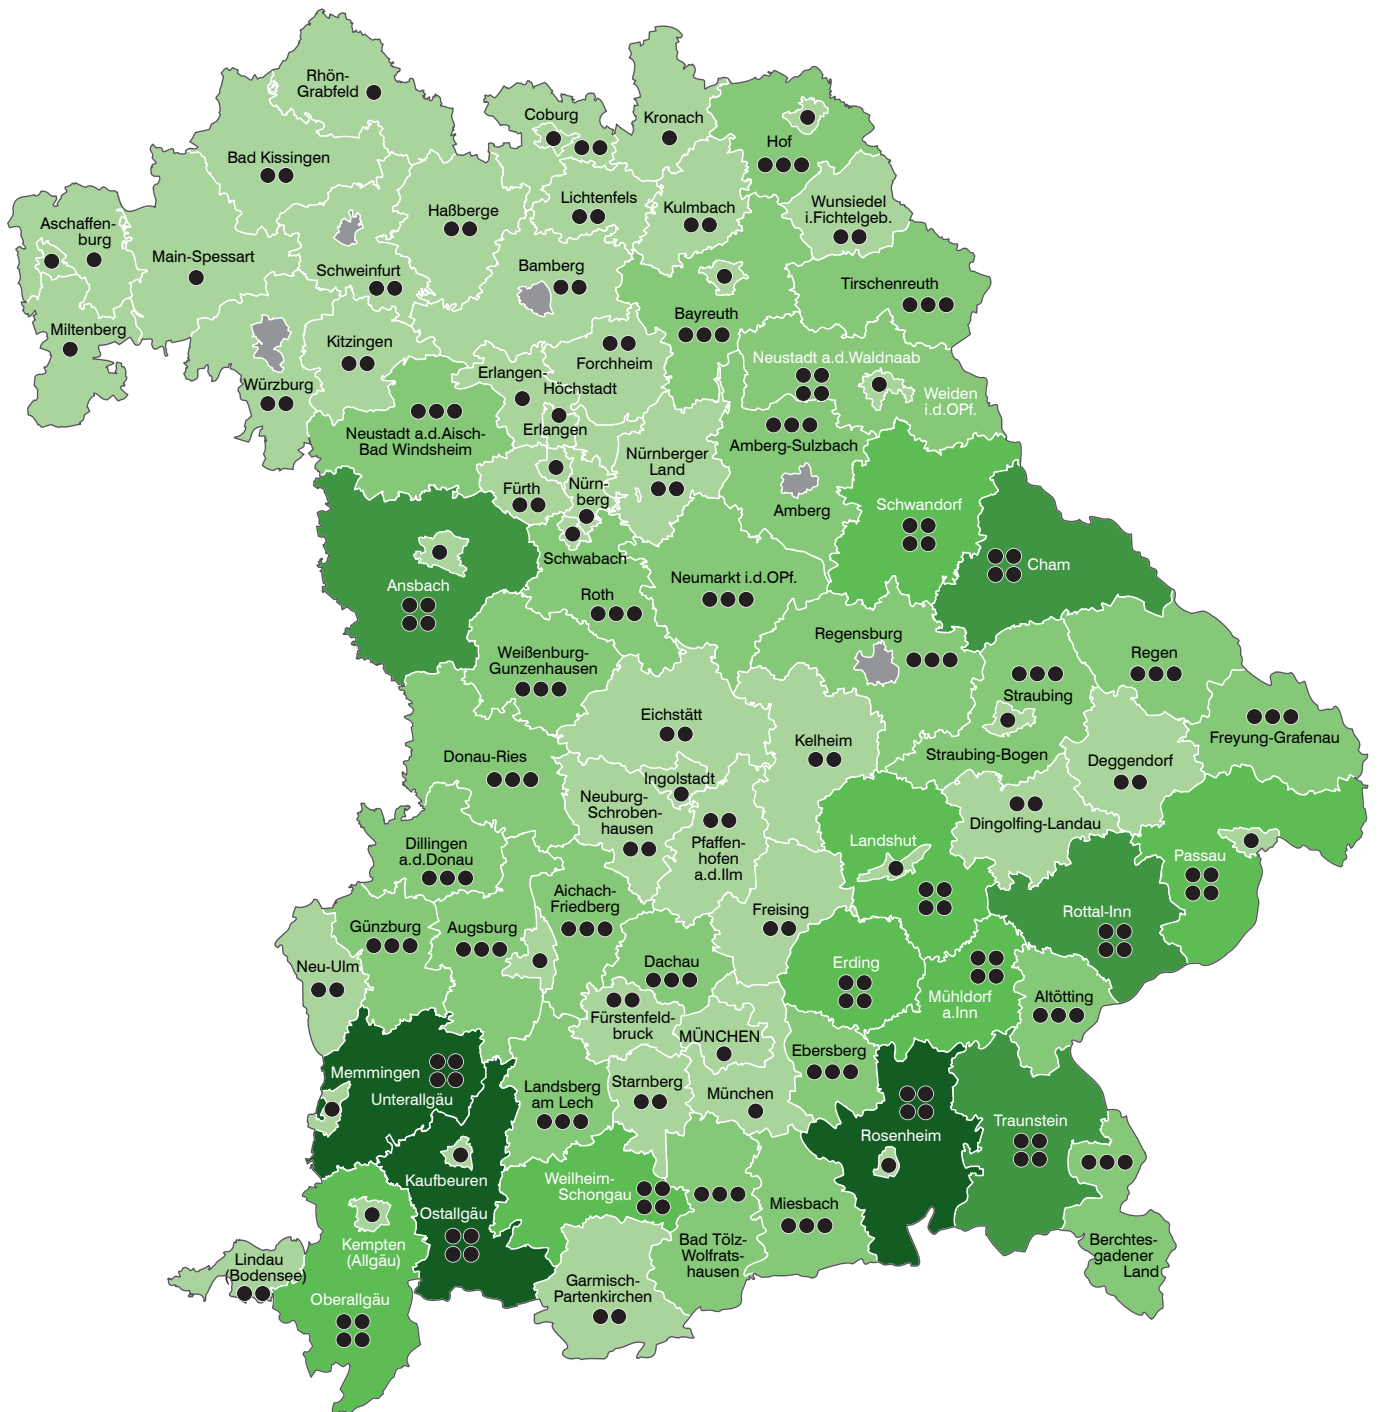 Rhön-
Grabfeld
Coburg
Kronach
Hof
Bad Kissingen
Lichtenfels
Wunsiedel
i.Fichtelgeb.
Haßberge
Kulmbach
Aschaffen-
burg
Main-Spessart
Schweinfurt
Bamberg
Tirschenreuth
Bayreuth
Miltenberg
Kitzingen
Forchheim
Neustadt a.d.Waldnaab
Erlangen-
Höchstadt
Würzburg
Weiden
i.d.OPf.
Neustadt a.d.Aisch-
Bad Windsheim
Erlangen
Amberg-Sulzbach
Nürnberger
Land
Fürth
Nürn-
berg
Amberg
Schwandorf
Schwabach
Cham
Ansbach
Roth
Neumarkt i.d.OPf.
Regensburg
Weißenburg-
Gunzenhausen
Regen
Straubing
Eichstätt
Kelheim
Straubing-Bogen
Freyung-Grafenau
Donau-Ries
Deggendorf
Ingolstadt
Neuburg-
Schroben-
hausen
Dingolfing-Landau
Dillingen
a.d.Donau
Pfaffen-
hofen
a.d.Ilm
Landshut
Passau
Aichach-
Friedberg
Freising
Rottal-Inn
Günzburg
Augsburg
Neu-Ulm
Dachau
Erding
Mühldorf
a.Inn
Altötting
Fürstenfeld-
bruck
MÜNCHEN
Ebersberg
Memmingen
Unterallgäu
Landsberg
am Lech
Starnberg
München
Traunstein
Rosenheim
Kaufbeuren
Weilheim-
Schongau
Ostallgäu
Miesbach
Kempten
(Allgäu)
Bad Tölz-
Wolfrats-
hausen
Berchtes-
gadener
Land
Lindau
(Bodensee)
Garmisch-
Partenkirchen
Oberallgäu